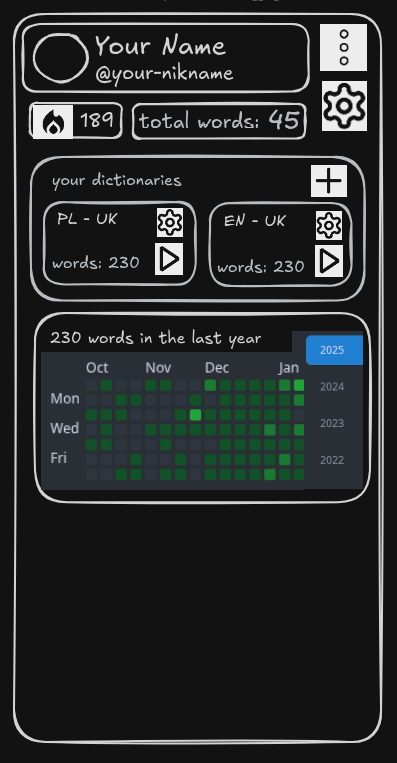 Your Name
@your-nikname
189
total words: 45
your dictionaries
PL - UK
words: 230
EN - UK
words: 230
230 words in the last year
2025
2024
2023
2022
Oct Nov Dec Jan
Mon
Wed
Fri